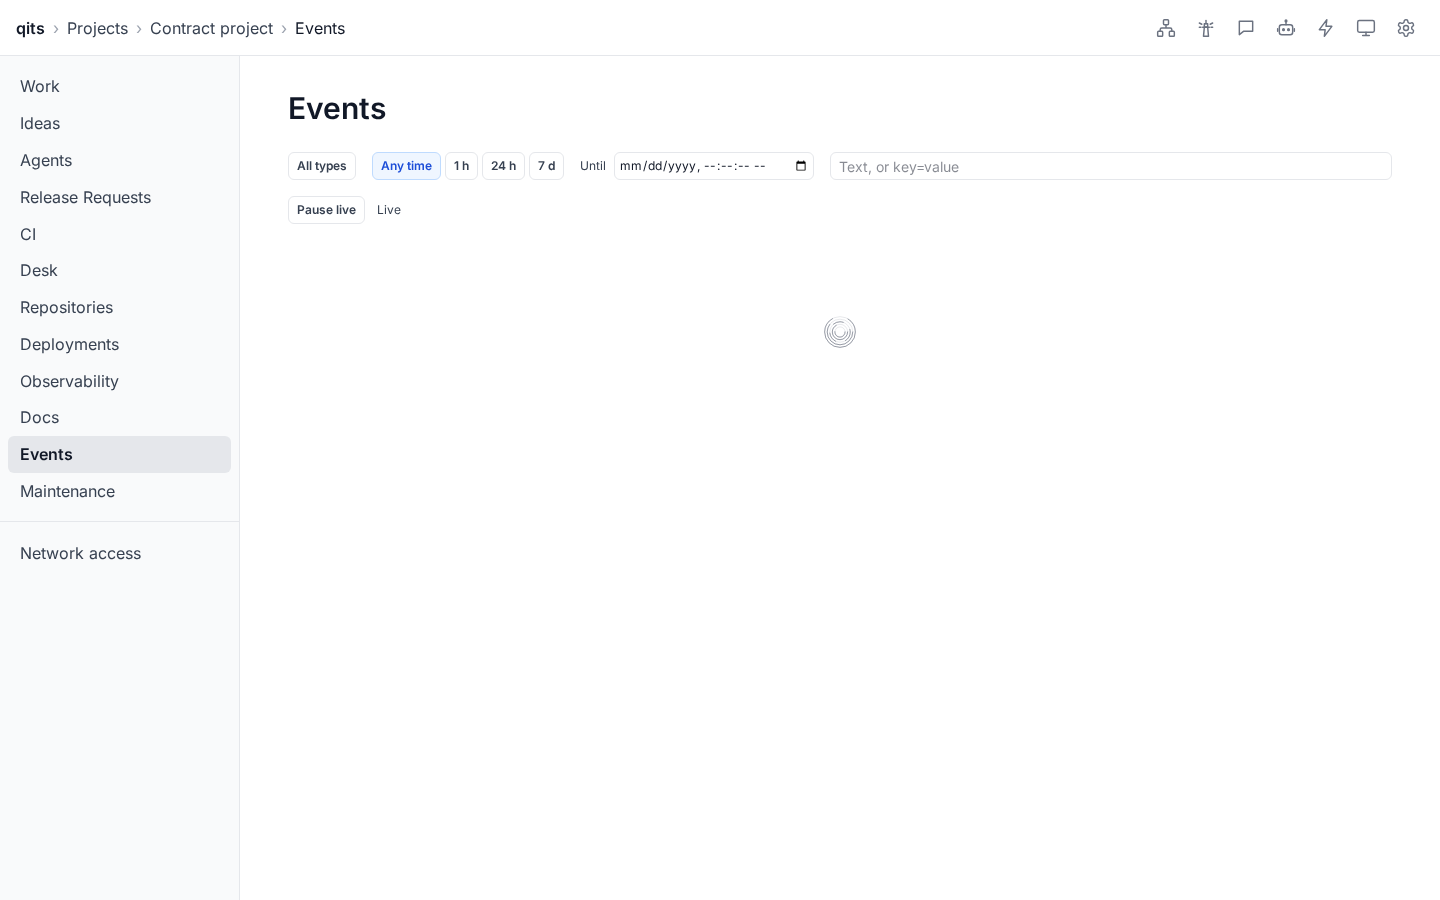 qits › Projects › Contract project › Events
Work
Ideas
Agents
Release Requests
CI
Desk
Repositories
Deployments
Observability
Docs
Events
Maintenance
Network access
Events
All types Any time 1 h 24 h 7 d Until mm/dd/yyyy, --:--:-- -- Text, or key=value
Pause live Live